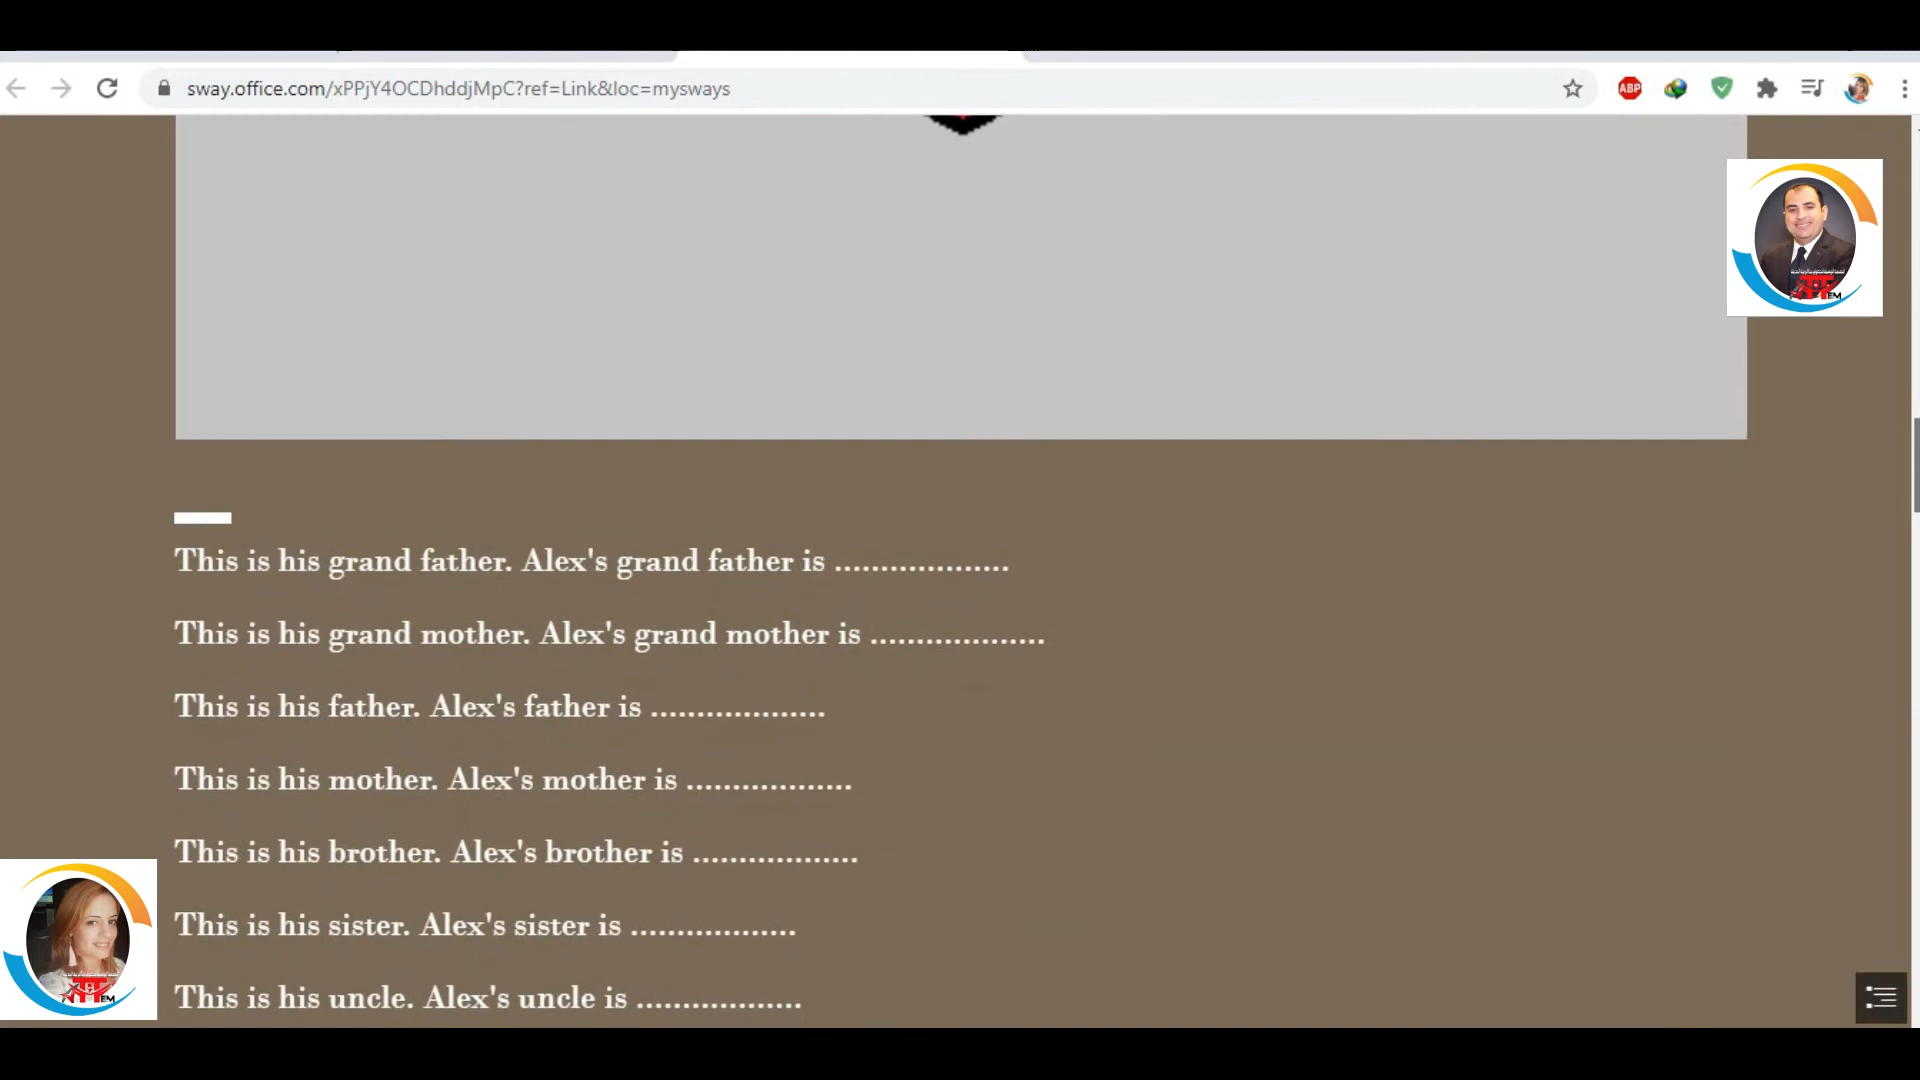 sway.office.com/xPPjY4OCDhddjMpC?ref=Link&loc=mysways
ABP
This is his grand father. Alex's grand father is ...................
This is his grand mother. Alex's grand mother is ...................
This is his father. Alex's father is ...................
This is his mother. Alex's mother is ..................
This is his brother. Alex's brother is ..................
This is his sister. Alex's sister is ..................
This is his uncle. Alex's uncle is ..................